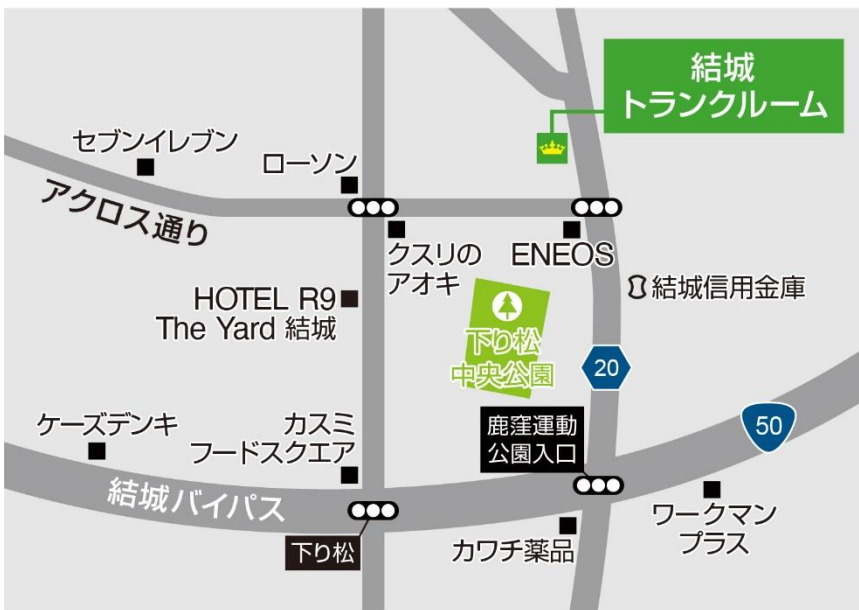 結城
トランクルーム
セブンイレブン
ローソン
アクロス通り
クスリの
アオキ
ENEOS
結城信用金庫
HOTEL R9
The Yard 結城
下り松
中央公園
20
50
ケーズデンキ
カスミ
フードスクエア
鹿窪運動
公園入口
結城バイパス
下り松
カワチ薬品
ワークマン
プラス